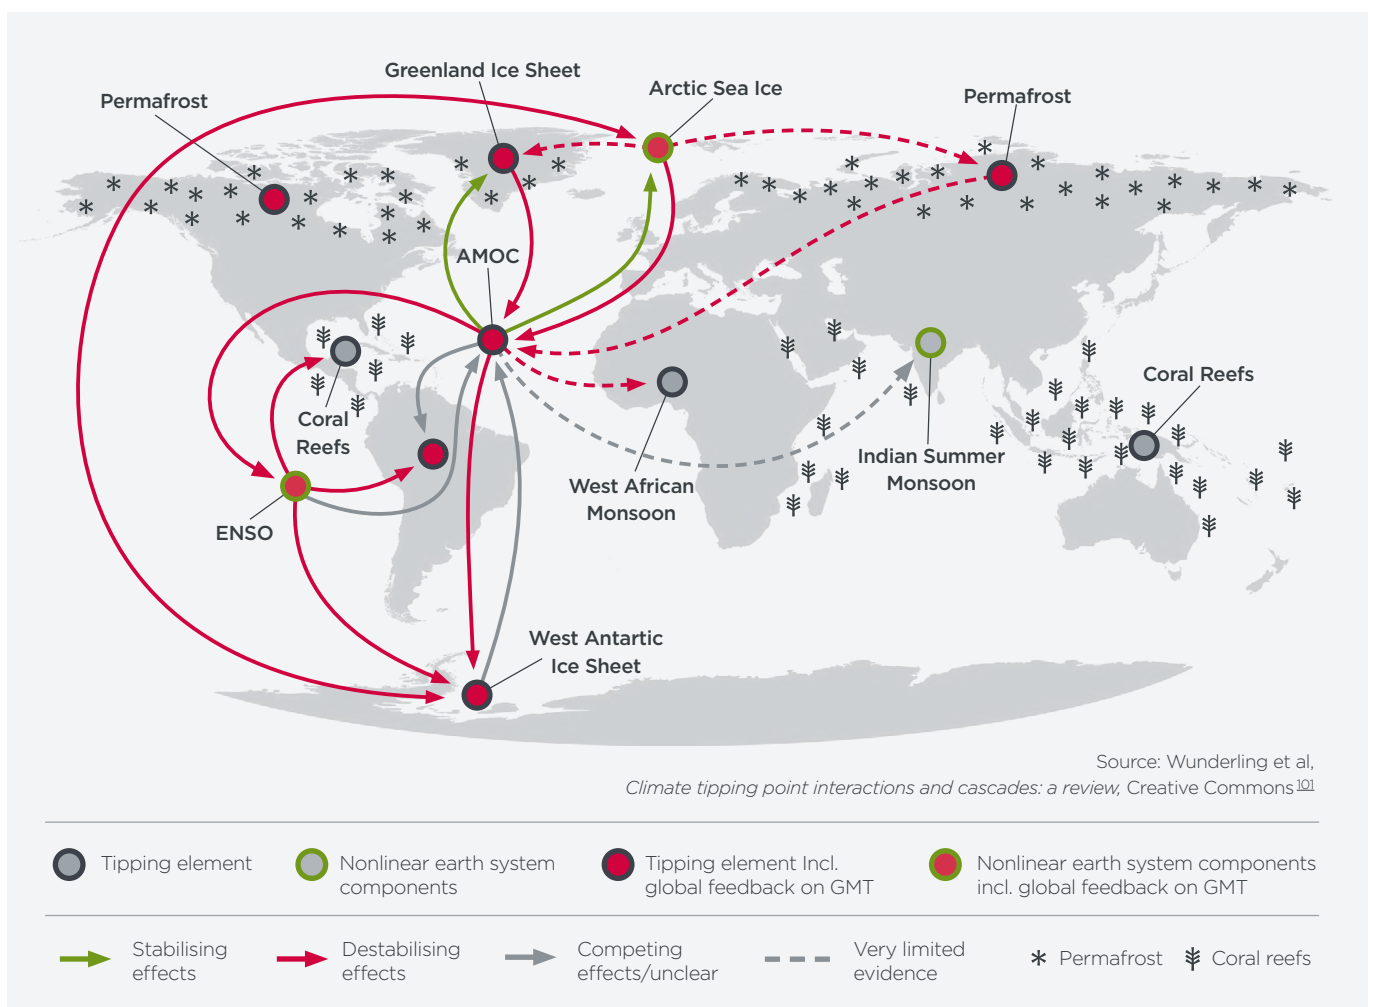 Greenland Ice Sheet
Arctic Sea Ice
Permafrost
Permafrost
AMOC
Coral Reefs
Coral
Reefs
Indian Summer
Monsoon
West African
Monsoon
ENSO
West Antartic
Ice Sheet
Source: Wunderling et al,
Climate tipping point interactions and cascades: a review, Creative Commons 101
Tipping element
Nonlinear earth system
components
Tipping element Incl.
global feedback on GMT
Nonlinear earth system components
incl. global feedback on GMT
Stabilising
effects
Destabilising
effects
Competing
effects/unclear
Very limited
evidence
Permafrost
Coral reefs